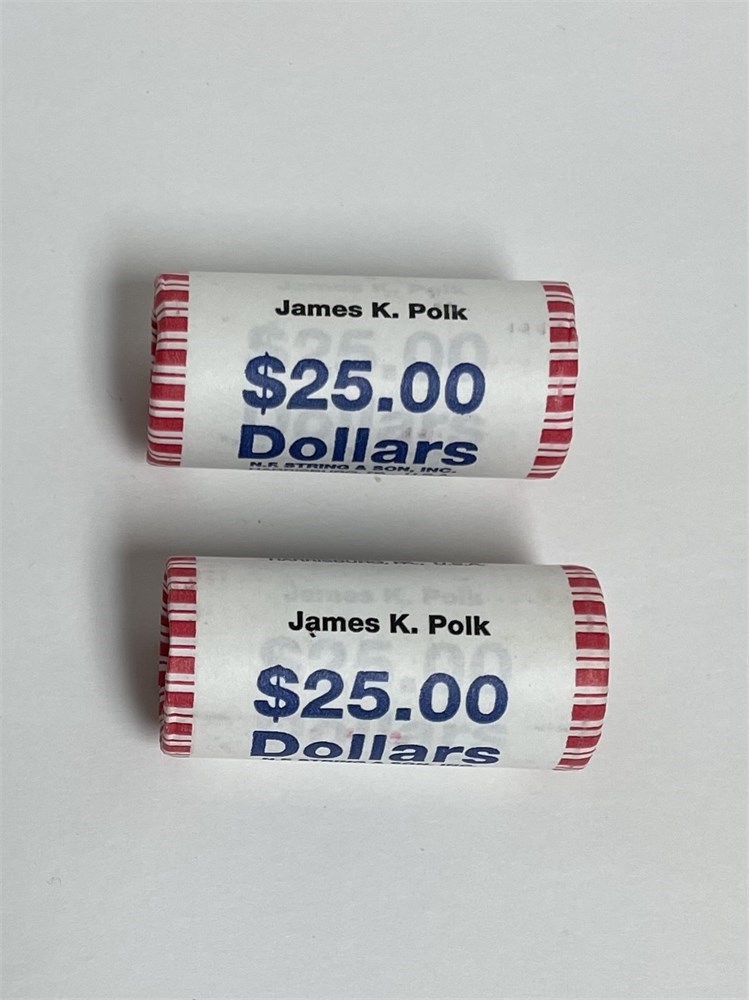 James K. Polk
$25.00
Dollars
N.F. STRING & SON, INC.
James K. Polk
$25.00
Dollars